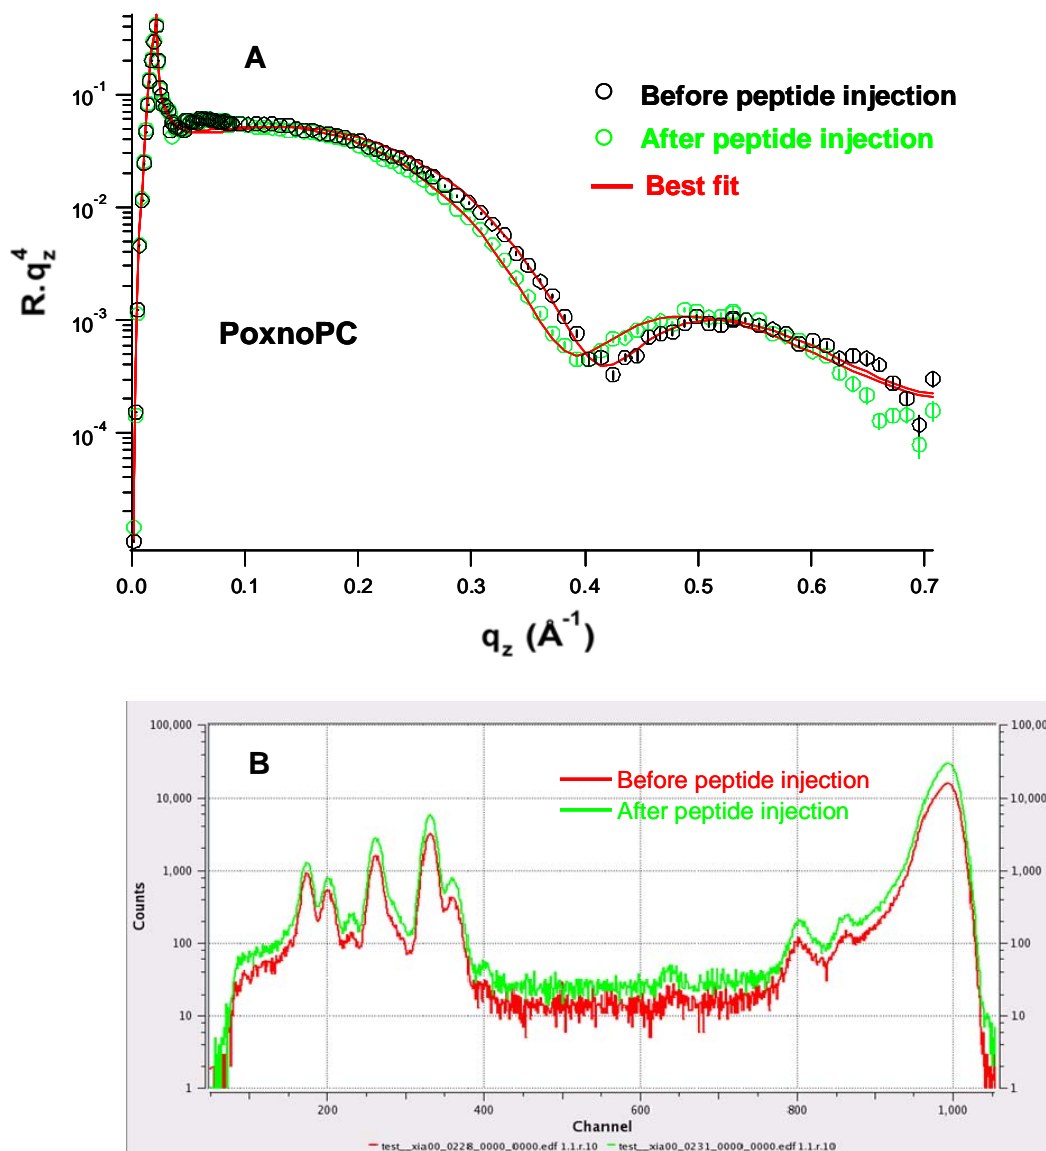 A
Before peptide injection
After peptide injection
Best fit
PoxnoPC
R.q_z^4
10^-1
10^-2
10^-3
10^-4
0.0 0.1 0.2 0.3 0.4 0.5 0.6 0.7
q_z (Å^-1)
B
Before peptide injection
After peptide injection
Counts
100,000 100,00
10,000 10,000
1,000 1,000
100 100
10 10
1 1
200 400 600 800 1,000
Channel
test__xia00_0228_0000_0000.edf 1.1.r.10 test__xia00_0231_0000_0000.edf 1.1.r.10